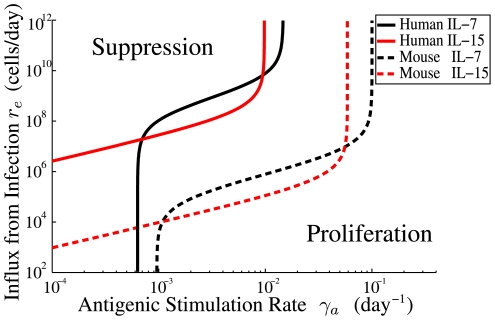 Influx from Infection rₑ (cells/day)
10¹²
10¹⁰
10⁸
10⁶
10⁴
10²
Suppression
Proliferation
Human IL-7
Human IL-15
Mouse IL-7
Mouse IL-15
10⁻⁴
10⁻³
10⁻²
10⁻¹
Antigenic Stimulation Rate γₐ (day⁻¹)